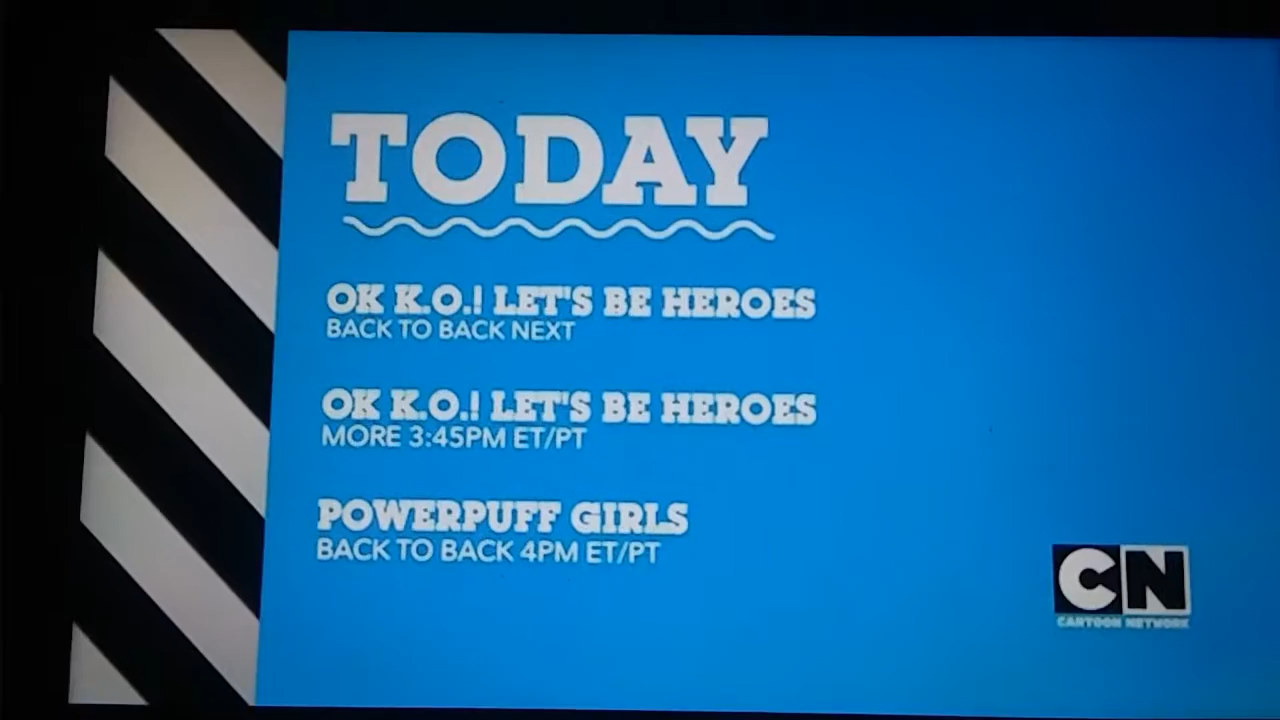 TODAY
OK K.O.! LET'S BE HEROES
BACK TO BACK NEXT
OK K.O.! LET'S BE HEROES
MORE 3:45PM ET/PT
POWERPUFF GIRLS
BACK TO BACK 4PM ET/PT
CN
CARTOON NETWORK